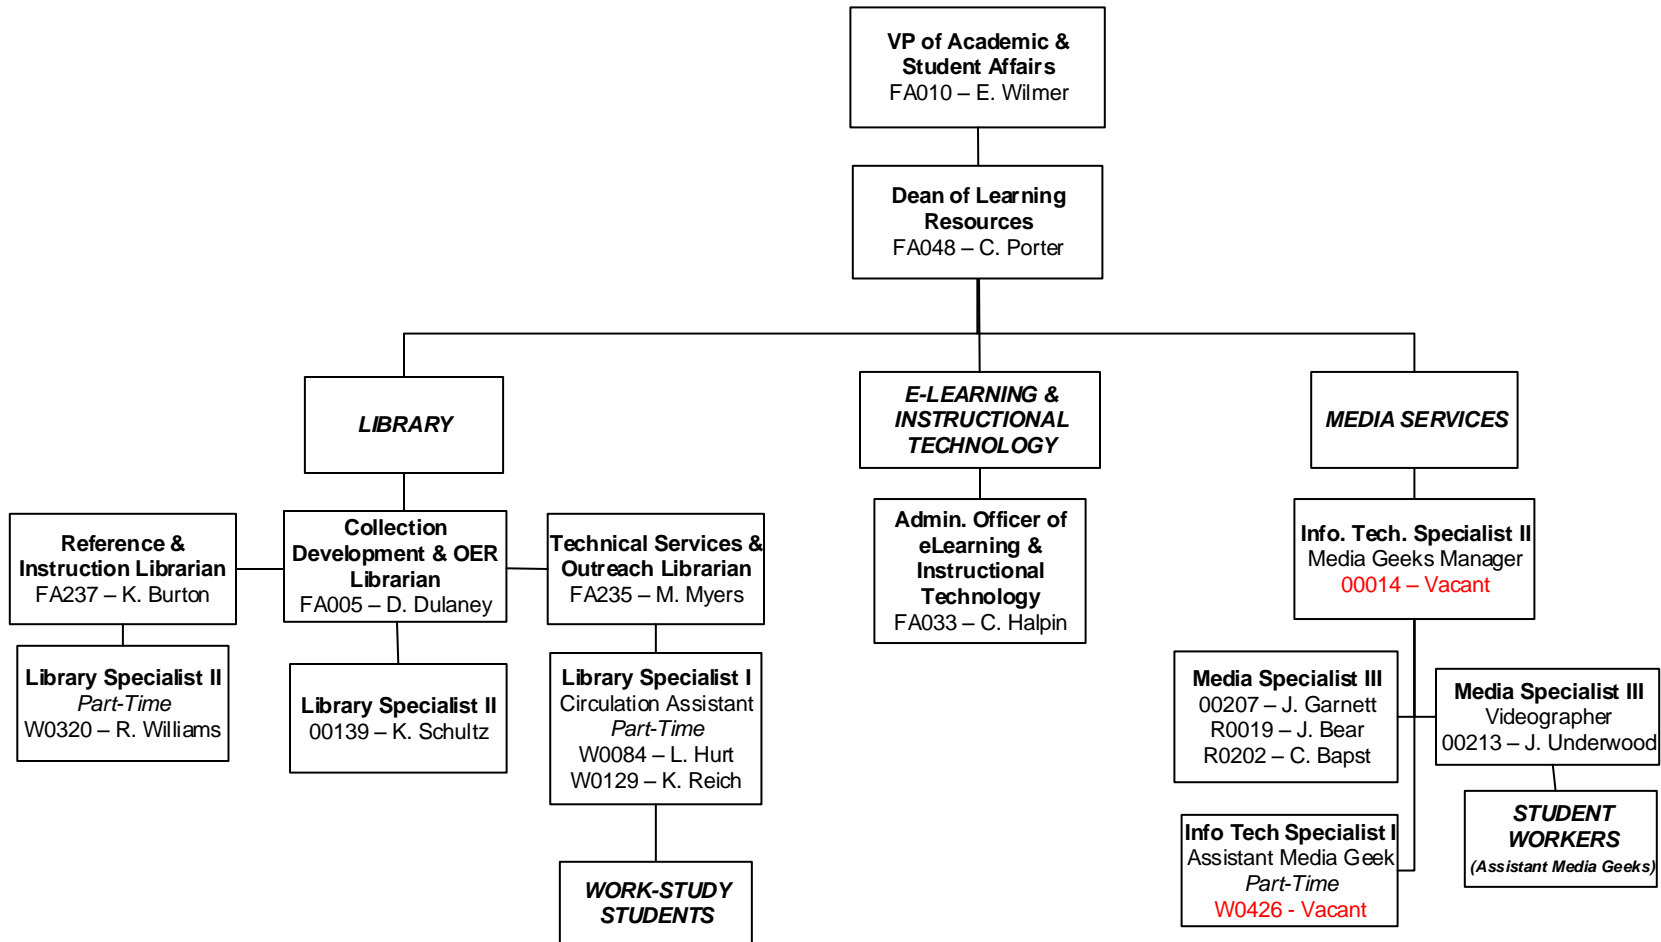 VP of Academic &
Student Affairs
FA010 – E. Wilmer
Dean of Learning
Resources
FA048 – C. Porter
LIBRARY
E-LEARNING &
INSTRUCTIONAL
TECHNOLOGY
MEDIA SERVICES
Reference &
Instruction Librarian
FA237 – K. Burton
Collection
Development & OER
Librarian
FA005 – D. Dulaney
Technical Services &
Outreach Librarian
FA235 – M. Myers
Admin. Officer of
eLearning &
Instructional
Technology
FA033 – C. Halpin
Info. Tech. Specialist II
Media Geeks Manager
00014 – Vacant
Library Specialist II
Part-Time
W0320 – R. Williams
Library Specialist II
00139 – K. Schultz
Library Specialist I
Circulation Assistant
Part-Time
W0084 – L. Hurt
W0129 – K. Reich
Media Specialist III
00207 – J. Garnett
R0019 – J. Bear
R0202 – C. Bapst
Media Specialist III
Videographer
00213 – J. Underwood
WORK-STUDY
STUDENTS
Info Tech Specialist I
Assistant Media Geek
Part-Time
W0426 - Vacant
STUDENT
WORKERS
(Assistant Media Geeks)